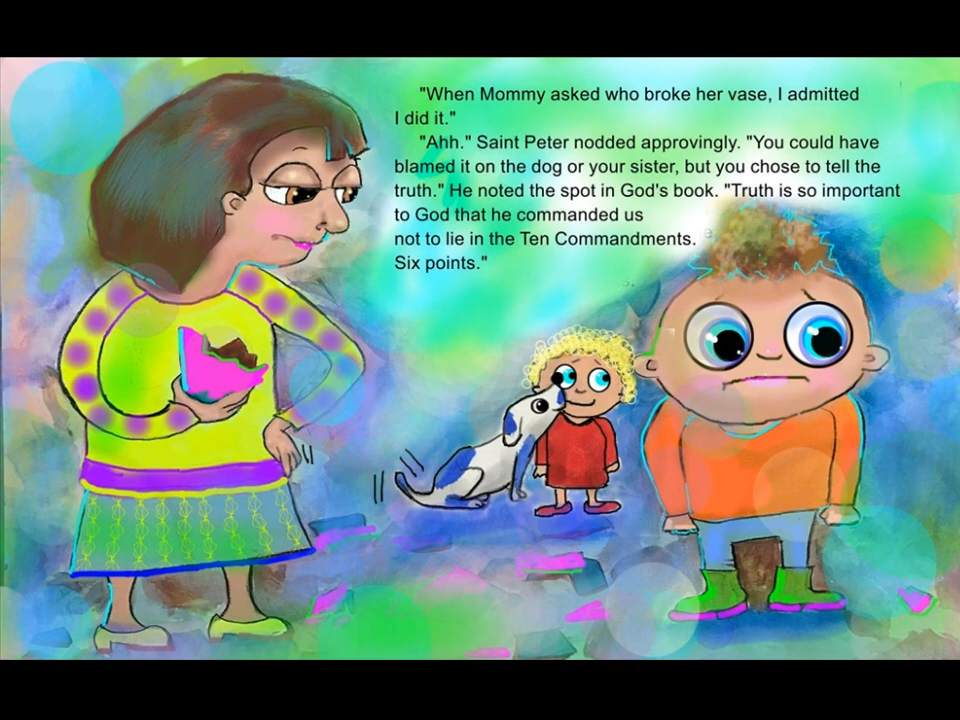 "When Mommy asked who broke her vase, I admitted
I did it."
"Ahh." Saint Peter nodded approvingly. "You could have
blamed it on the dog or your sister, but you chose to tell the
truth." He noted the spot in God's book. "Truth is so important
to God that he commanded us
not to lie in the Ten Commandments.
Six points."